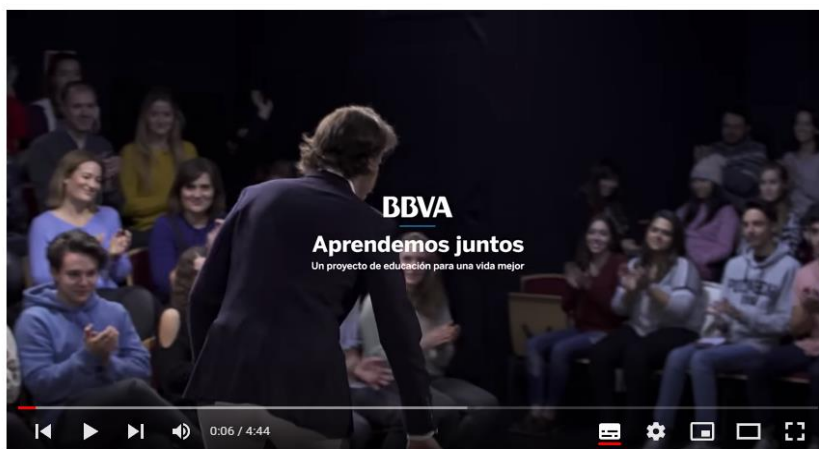 BBVA
Aprendemos juntos
Un proyecto de educación para una vida mejor
0:06 / 4:44